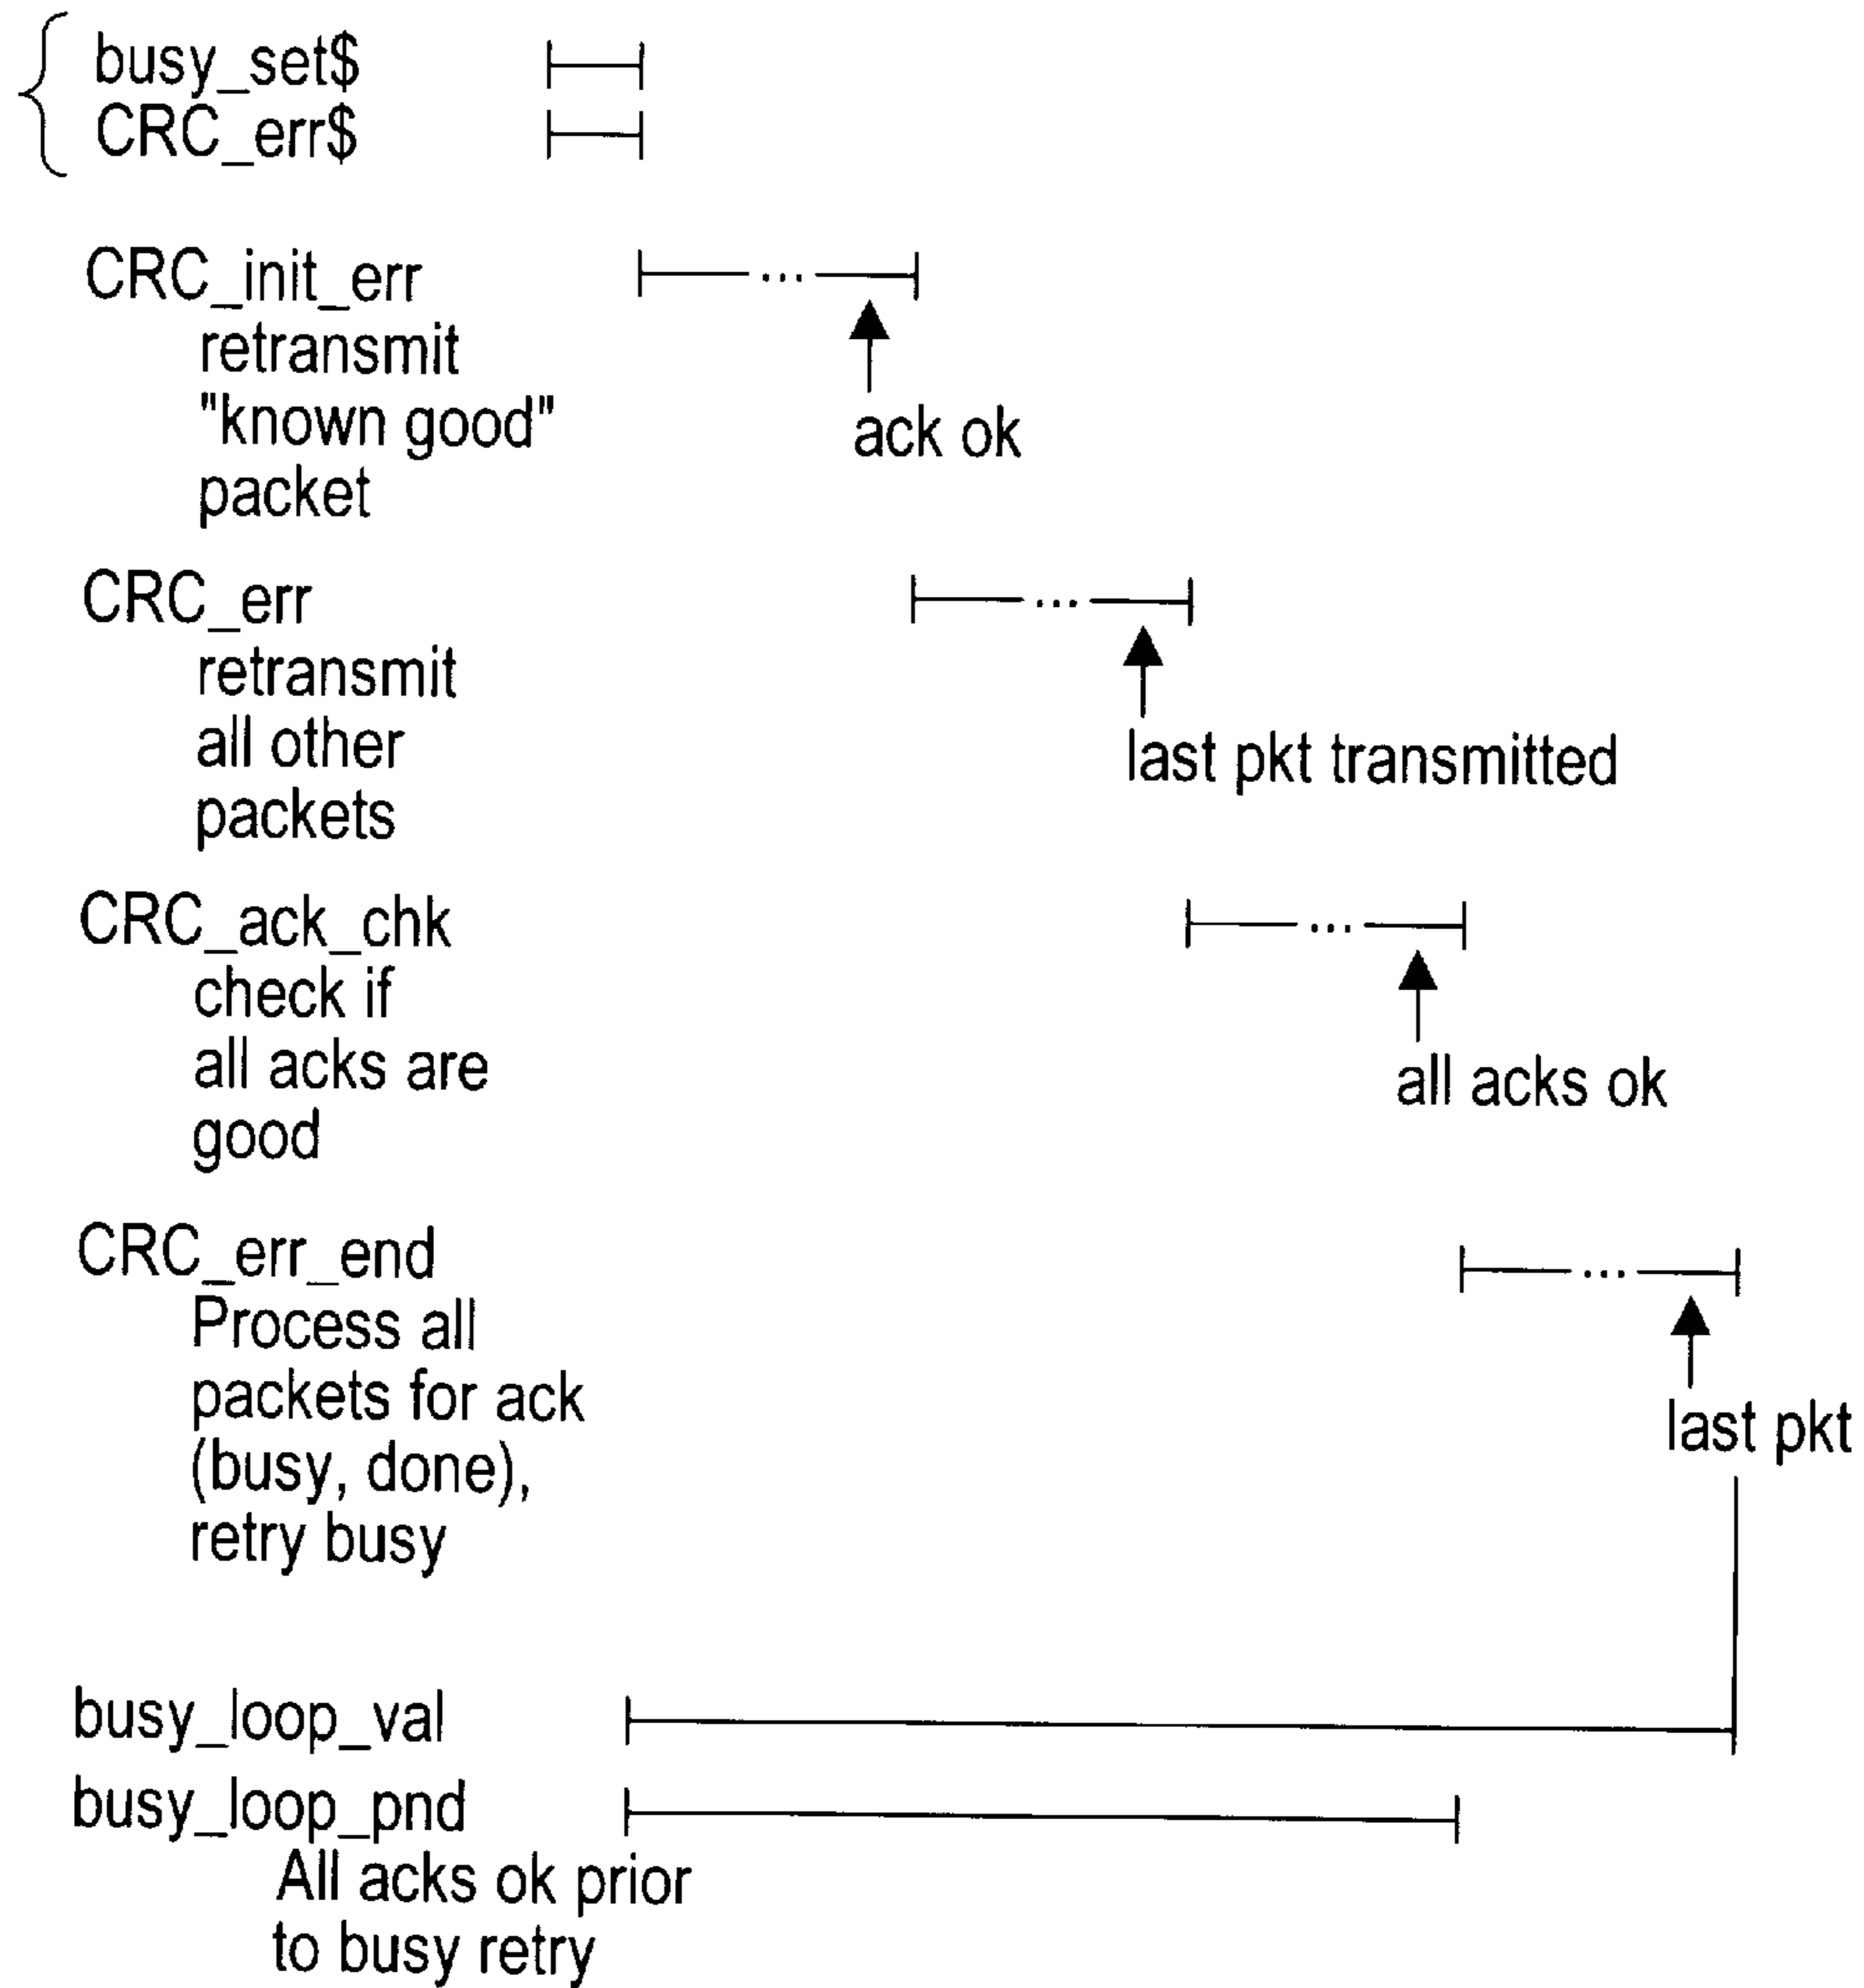 busy_set$
CRC_err$
CRC_init_err
retransmit
"known good"
packet
ack ok
CRC_err
retransmit
all other
packets
last pkt transmitted
CRC_ack_chk
check if
all acks are
good
all acks ok
CRC_err_end
Process all
packets for ack
(busy, done),
retry busy
last pkt
busy_loop_val
busy_loop_pnd
All acks ok prior
to busy retry